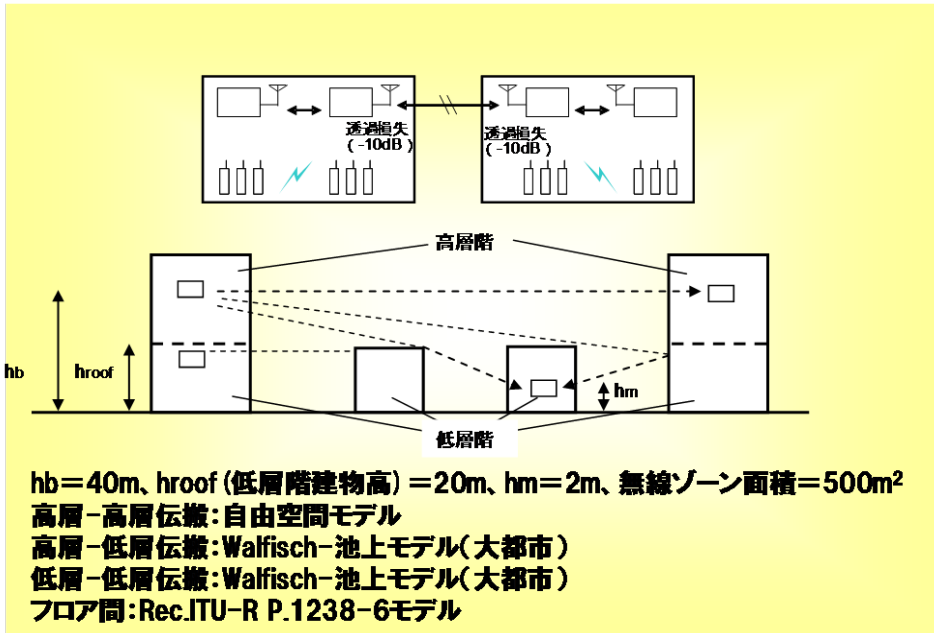 透過損失
(-10dB)
透過損失
(-10dB)
高層階
hb
hroof
hm
低層階
hb=40m、hroof(低層階建物高)=20m、hm=2m、無線ゾーン面積=500m²
高層-高層伝搬:自由空間モデル
高層-低層伝搬:Walfisch-池上モデル(大都市)
低層-低層伝搬:Walfisch-池上モデル(大都市)
フロア間:Rec.ITU-R P.1238-6モデル